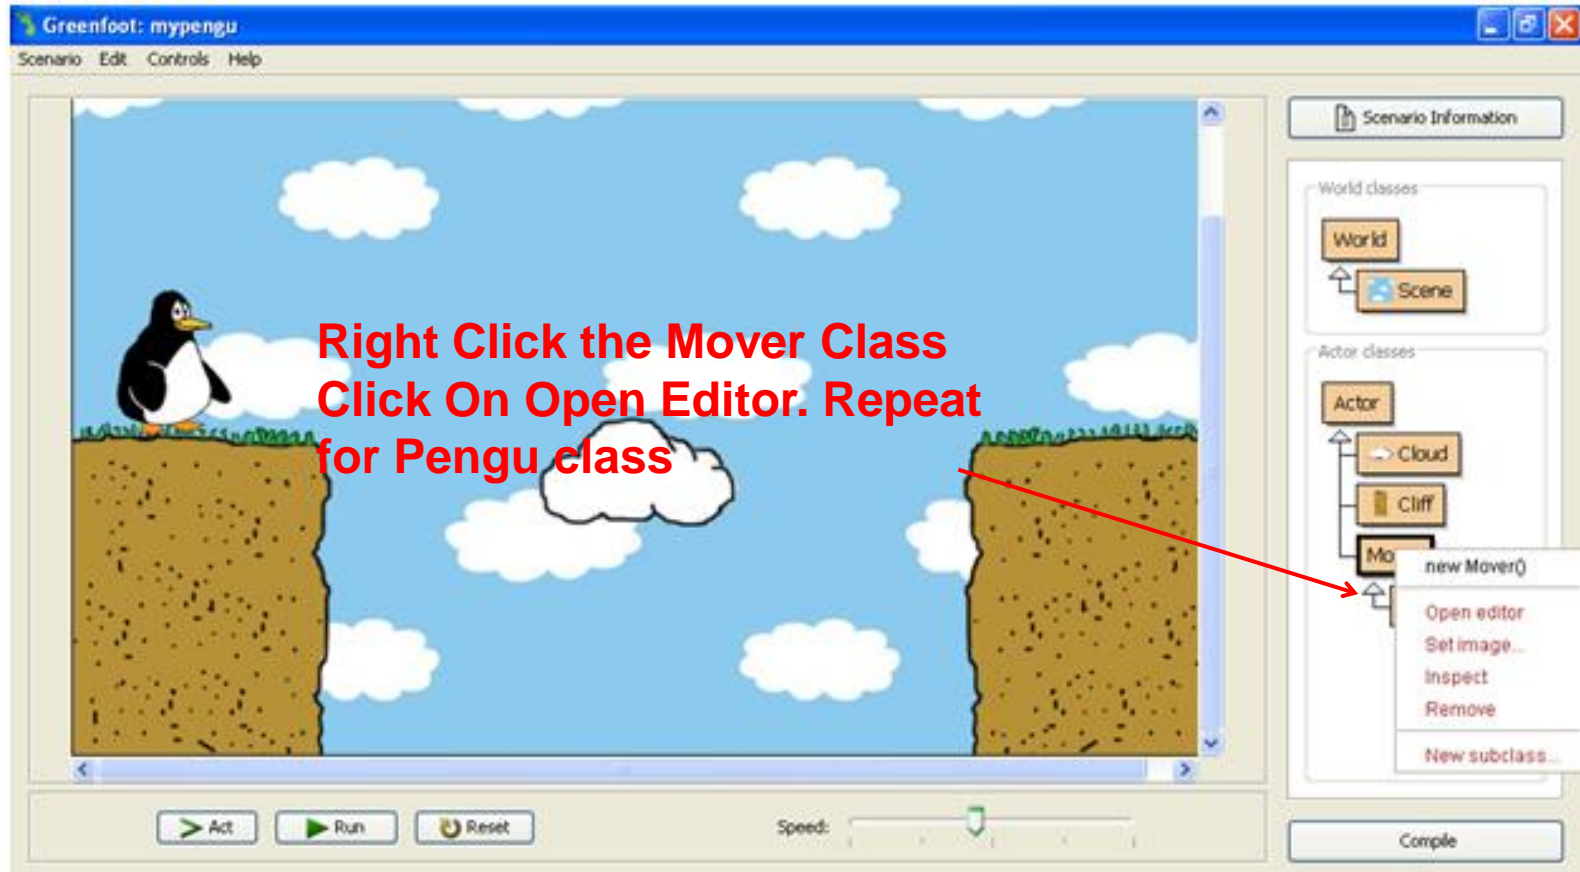 Greenfoot: mypengu
Scenario Edit Controls Help
Scenario Information
World classes
World
Scene
Right Click the Mover Class
Click On Open Editor. Repeat
for Pengu class
Actor classes
Actor
Cloud
Cliff
Mo
new Mover()
Open editor
Set image...
Inspect
Remove
New subclass...
Act Run Reset Speed:
Compile